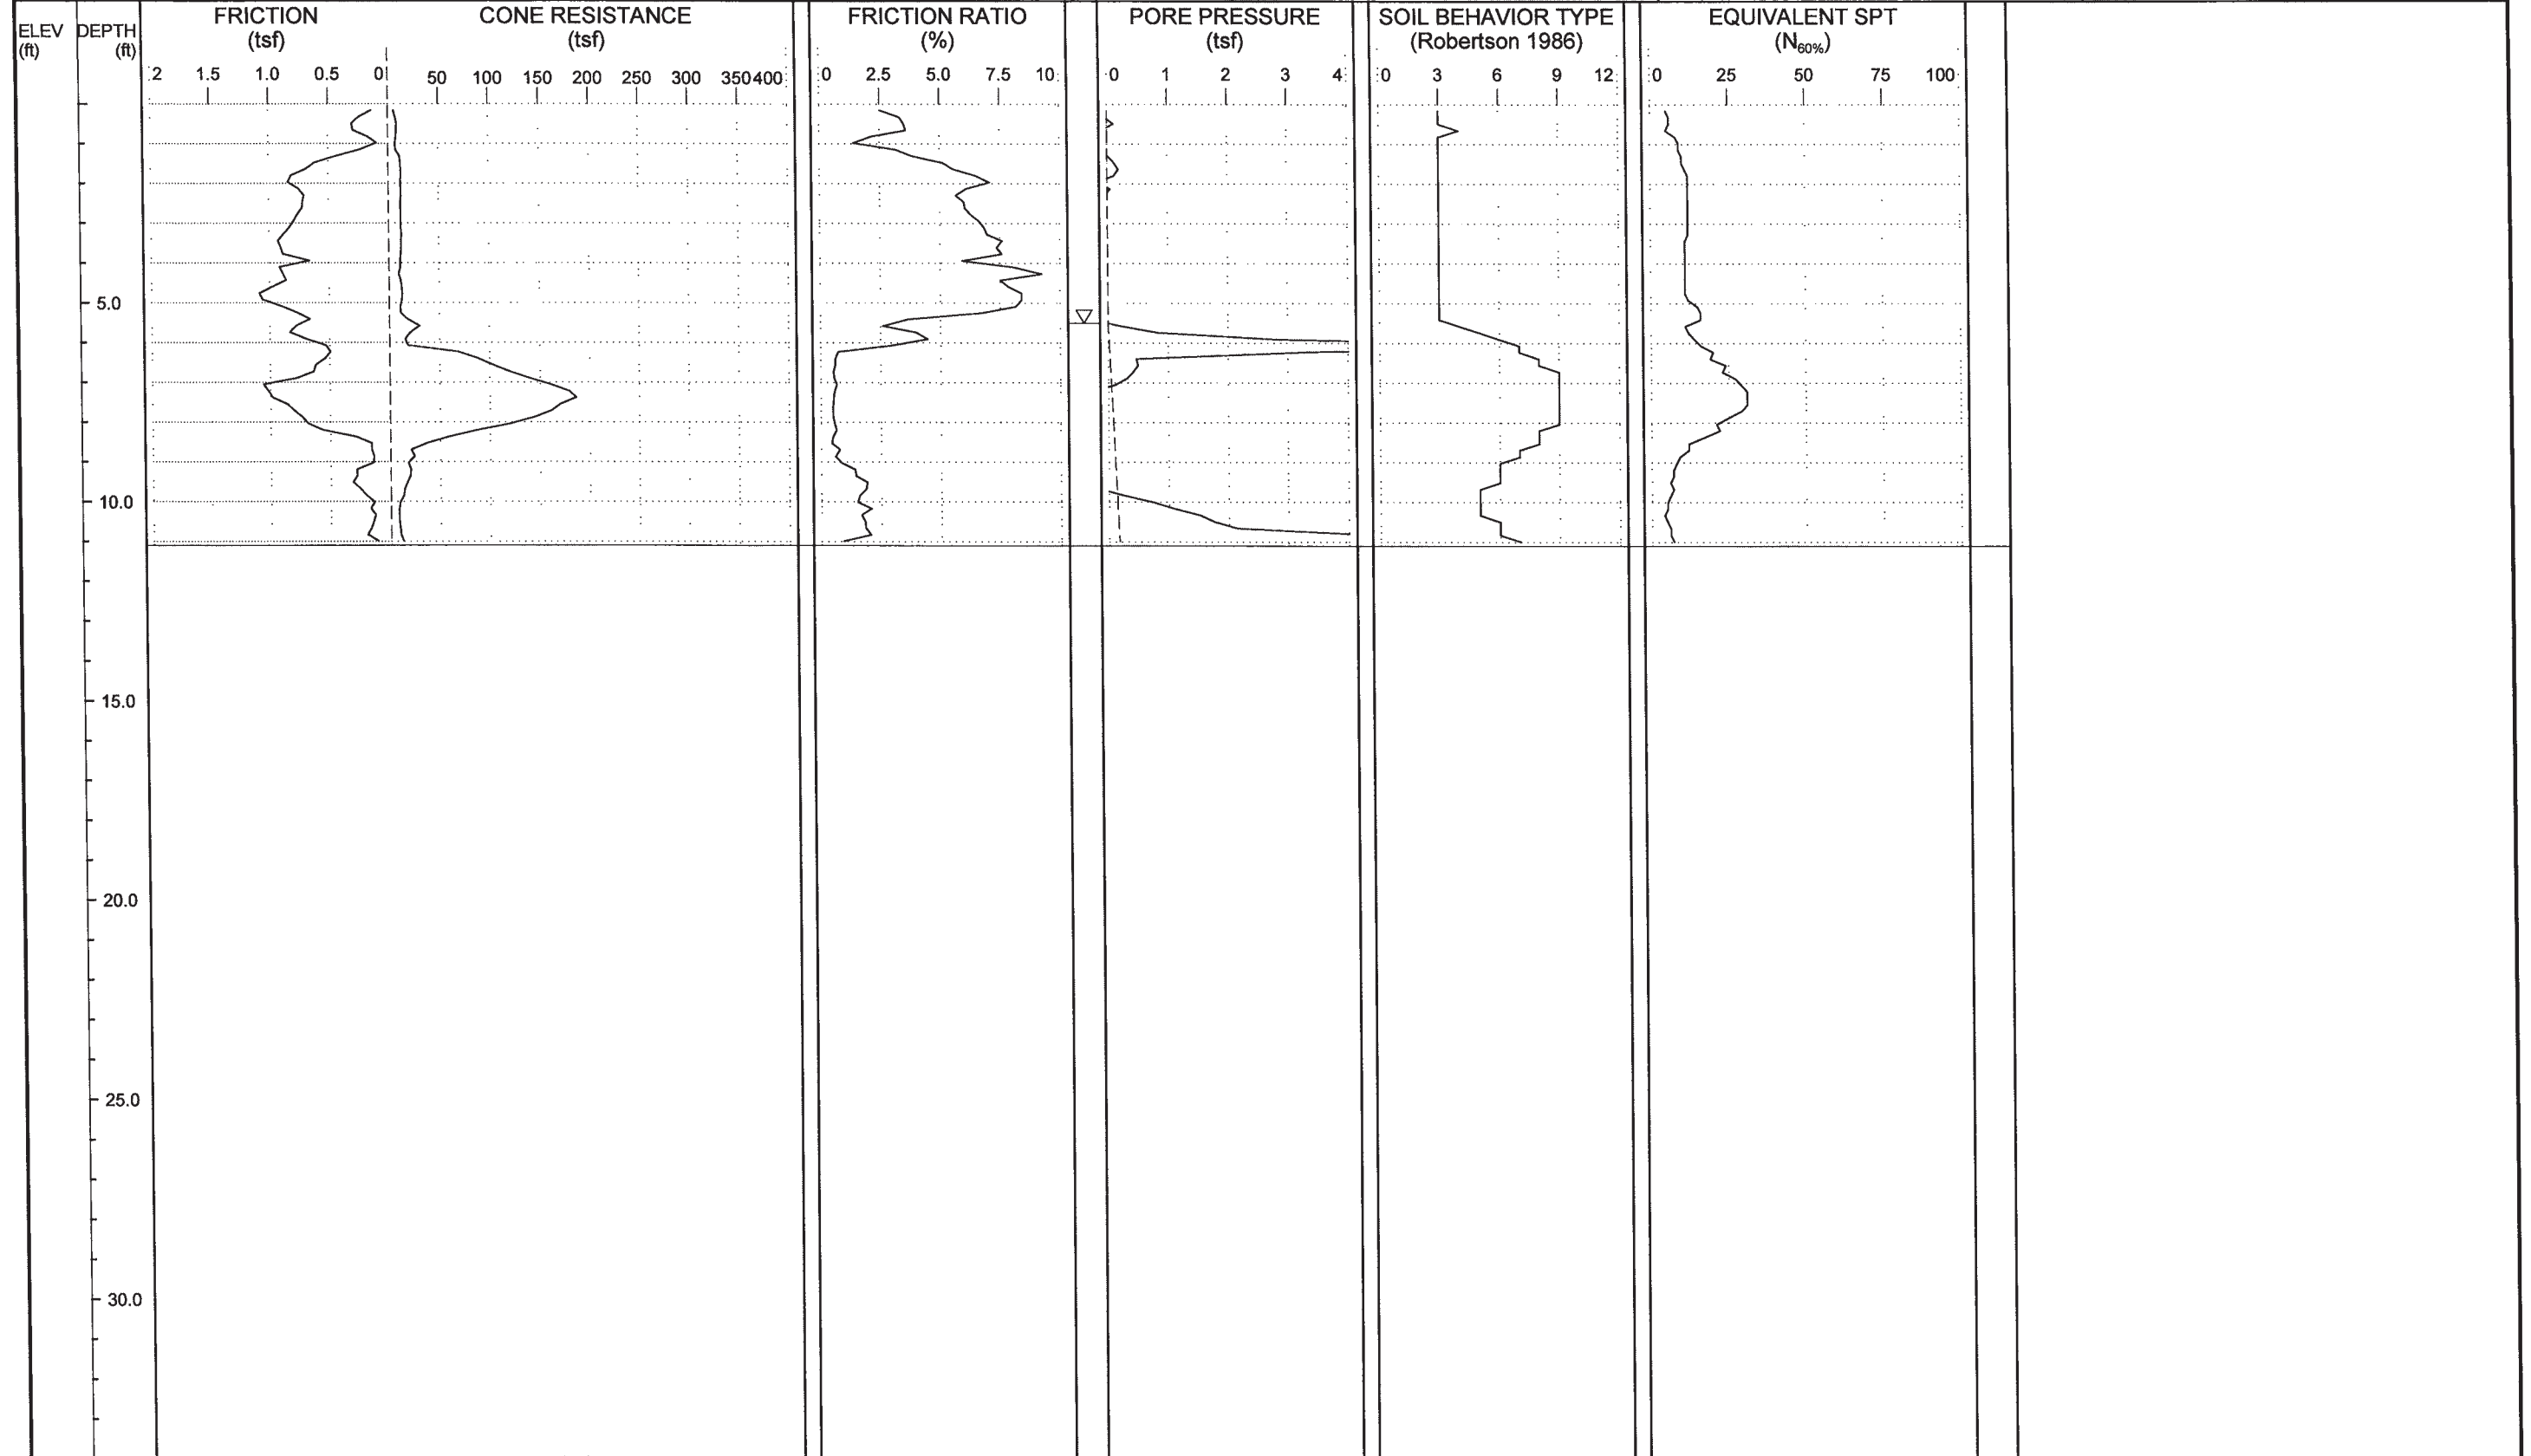 ELEV
(ft)
DEPTH
(ft)
FRICTION
(tsf)
CONE RESISTANCE
(tsf)
FRICTION RATIO
(%)
PORE PRESSURE
(tsf)
SOIL BEHAVIOR TYPE
(Robertson 1986)
EQUIVALENT SPT
(N60%)
2 1.5 1.0 0.5 0 50 100 150 200 250 300 350 400
0 2.5 5.0 7.5 10
0 1 2 3 4
0 3 6 9 12
0 25 50 75 100
5.0
10.0
15.0
20.0
25.0
30.0